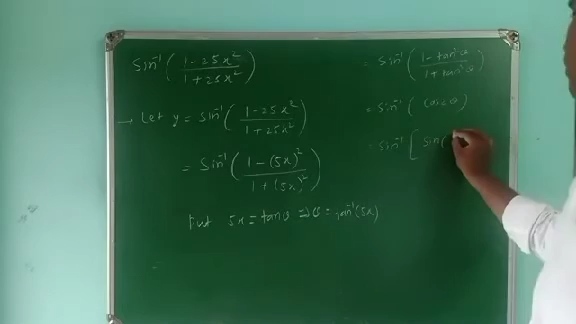 Sin⁻¹ ( 1-25x² / 1+25x² )
→ Let y = sin⁻¹ ( 1-25x² / 1+25x² )
= Sin⁻¹ ( 1-(5x)² / 1+(5x)² )
Put 5x = tanθ ⇒ θ = tan⁻¹(5x)
= Sin⁻¹ ( 1-tan²θ / 1+tan²θ )
= Sin⁻¹ ( cos2θ )
= Sin⁻¹ [ Sin(